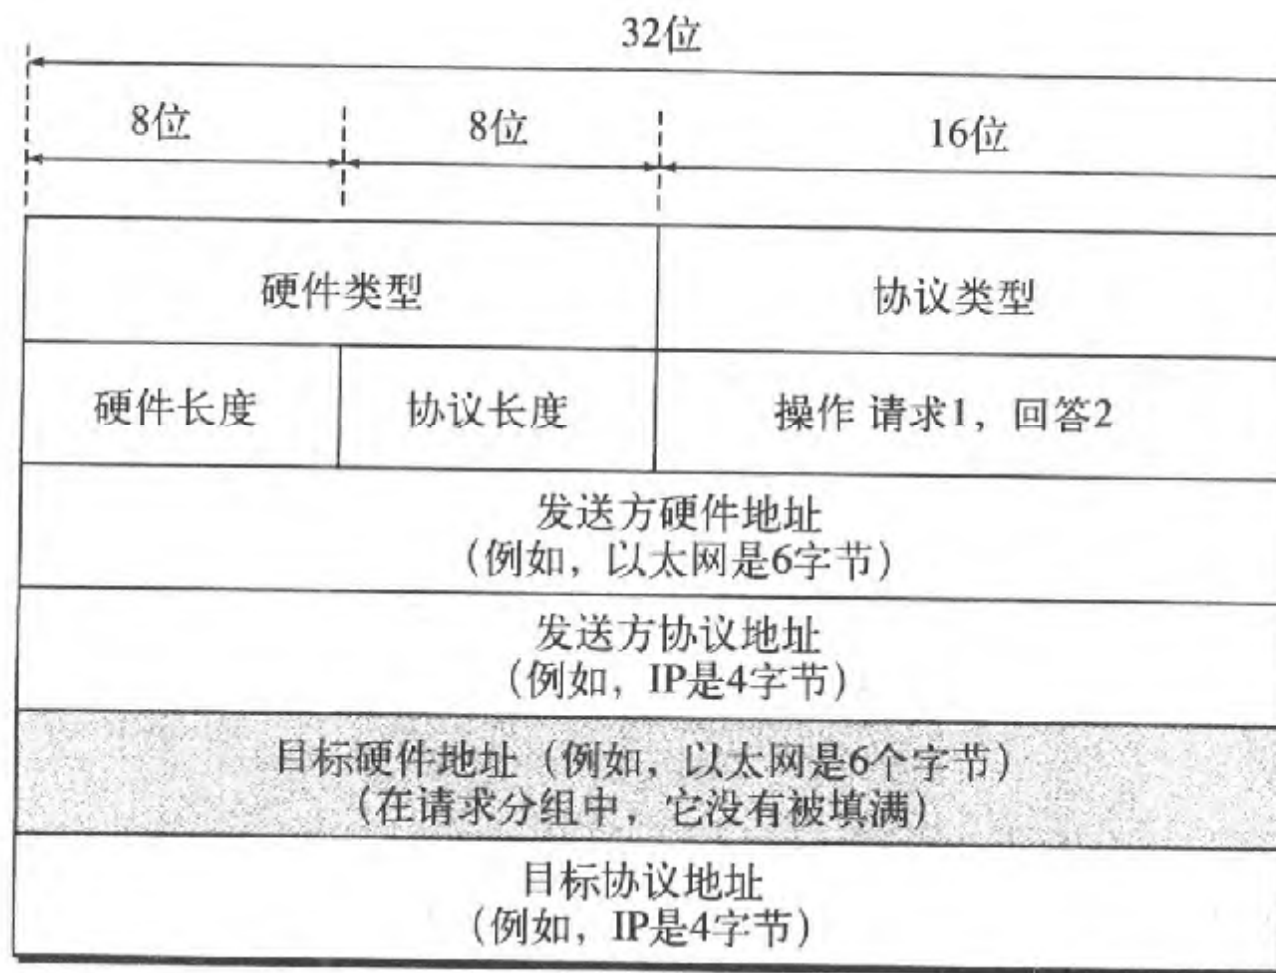 32位
8位 8位 16位
硬件类型 协议类型
硬件长度 协议长度 操作 请求1，回答2
发送方硬件地址
（例如，以太网是6字节）
发送方协议地址
（例如，IP是4字节）
目标硬件地址（例如，以太网是6个字节）
（在请求分组中，它没有被填满）
目标协议地址
（例如，IP是4字节）